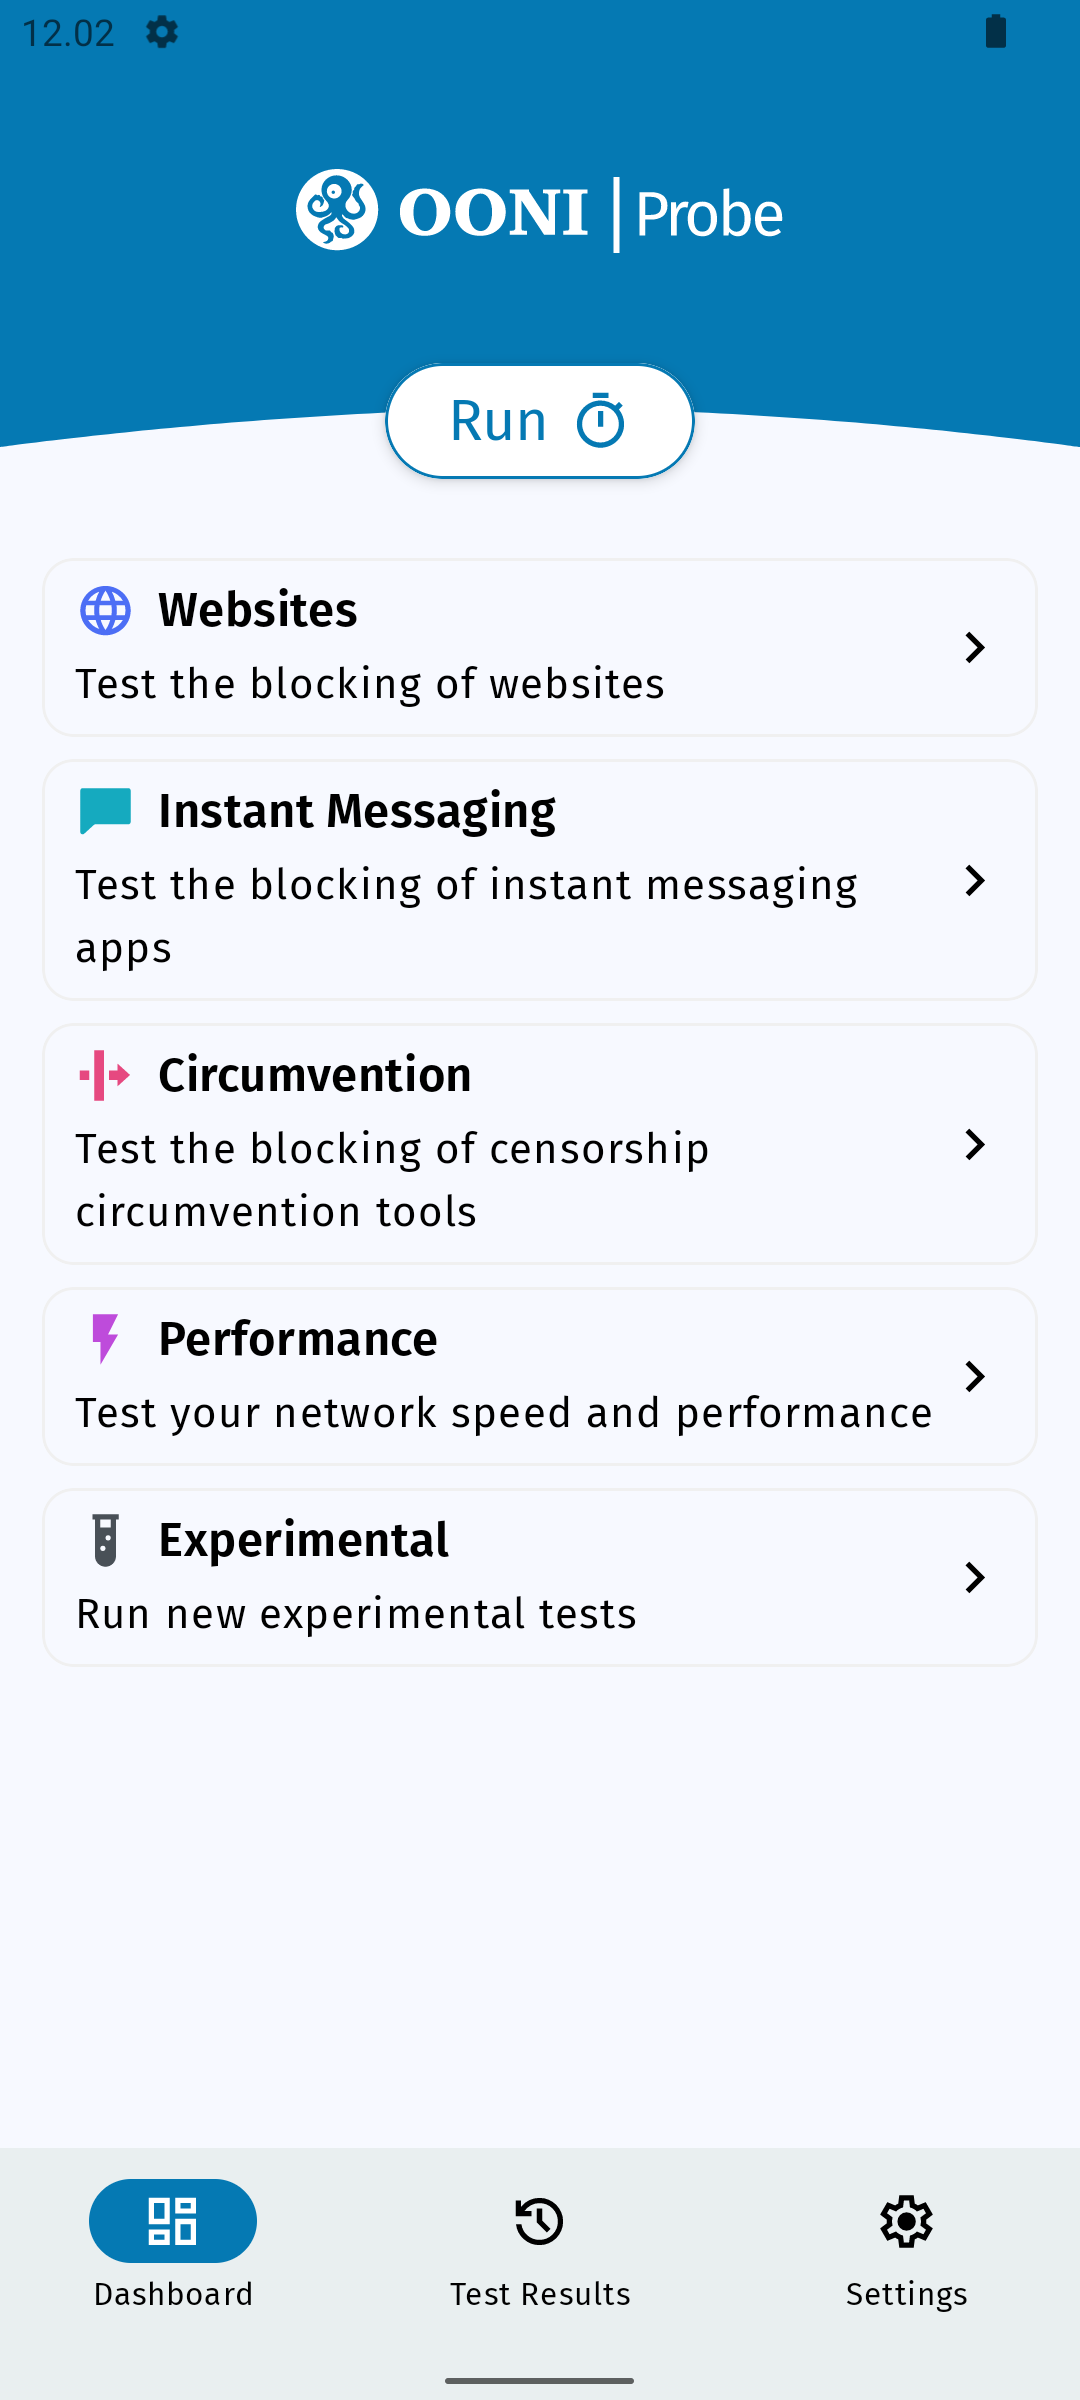 12.02
OONI | Probe
Run
Websites
Test the blocking of websites
Instant Messaging
Test the blocking of instant messaging
apps
Circumvention
Test the blocking of censorship
circumvention tools
Performance
Test your network speed and performance
Experimental
Run new experimental tests
Dashboard
Test Results
Settings